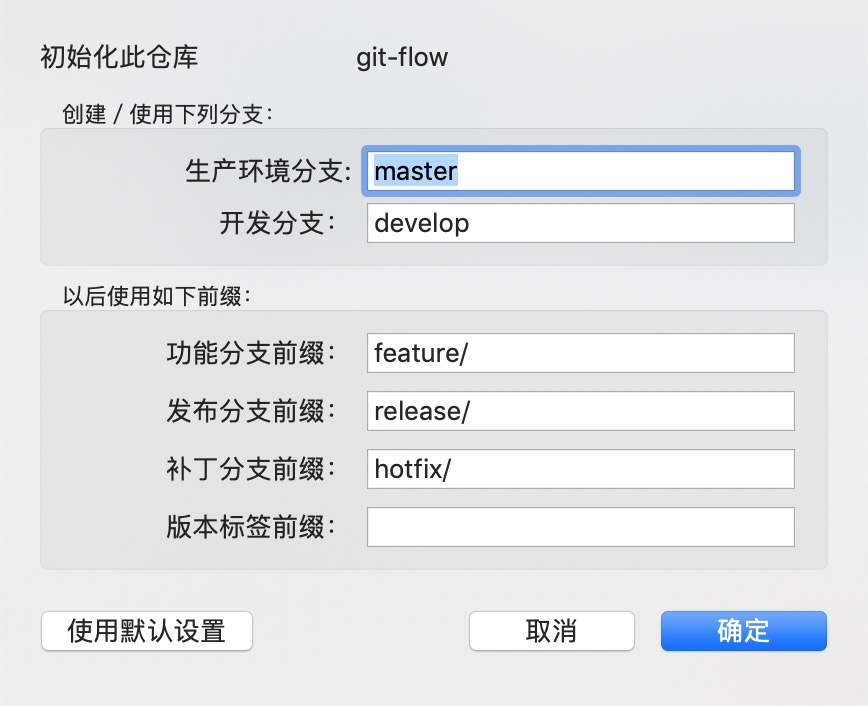 初始化此仓库 git-flow
创建 / 使用下列分支：
生产环境分支: master
开发分支： develop
以后使用如下前缀：
功能分支前缀： feature/
发布分支前缀： release/
补丁分支前缀： hotfix/
版本标签前缀：
使用默认设置 取消 确定